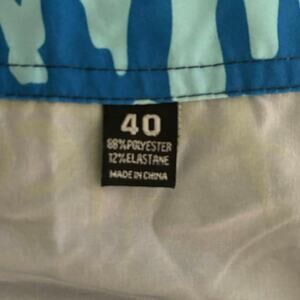 40
88%POLYESTER
12%ELASTANE
MADE IN CHINA